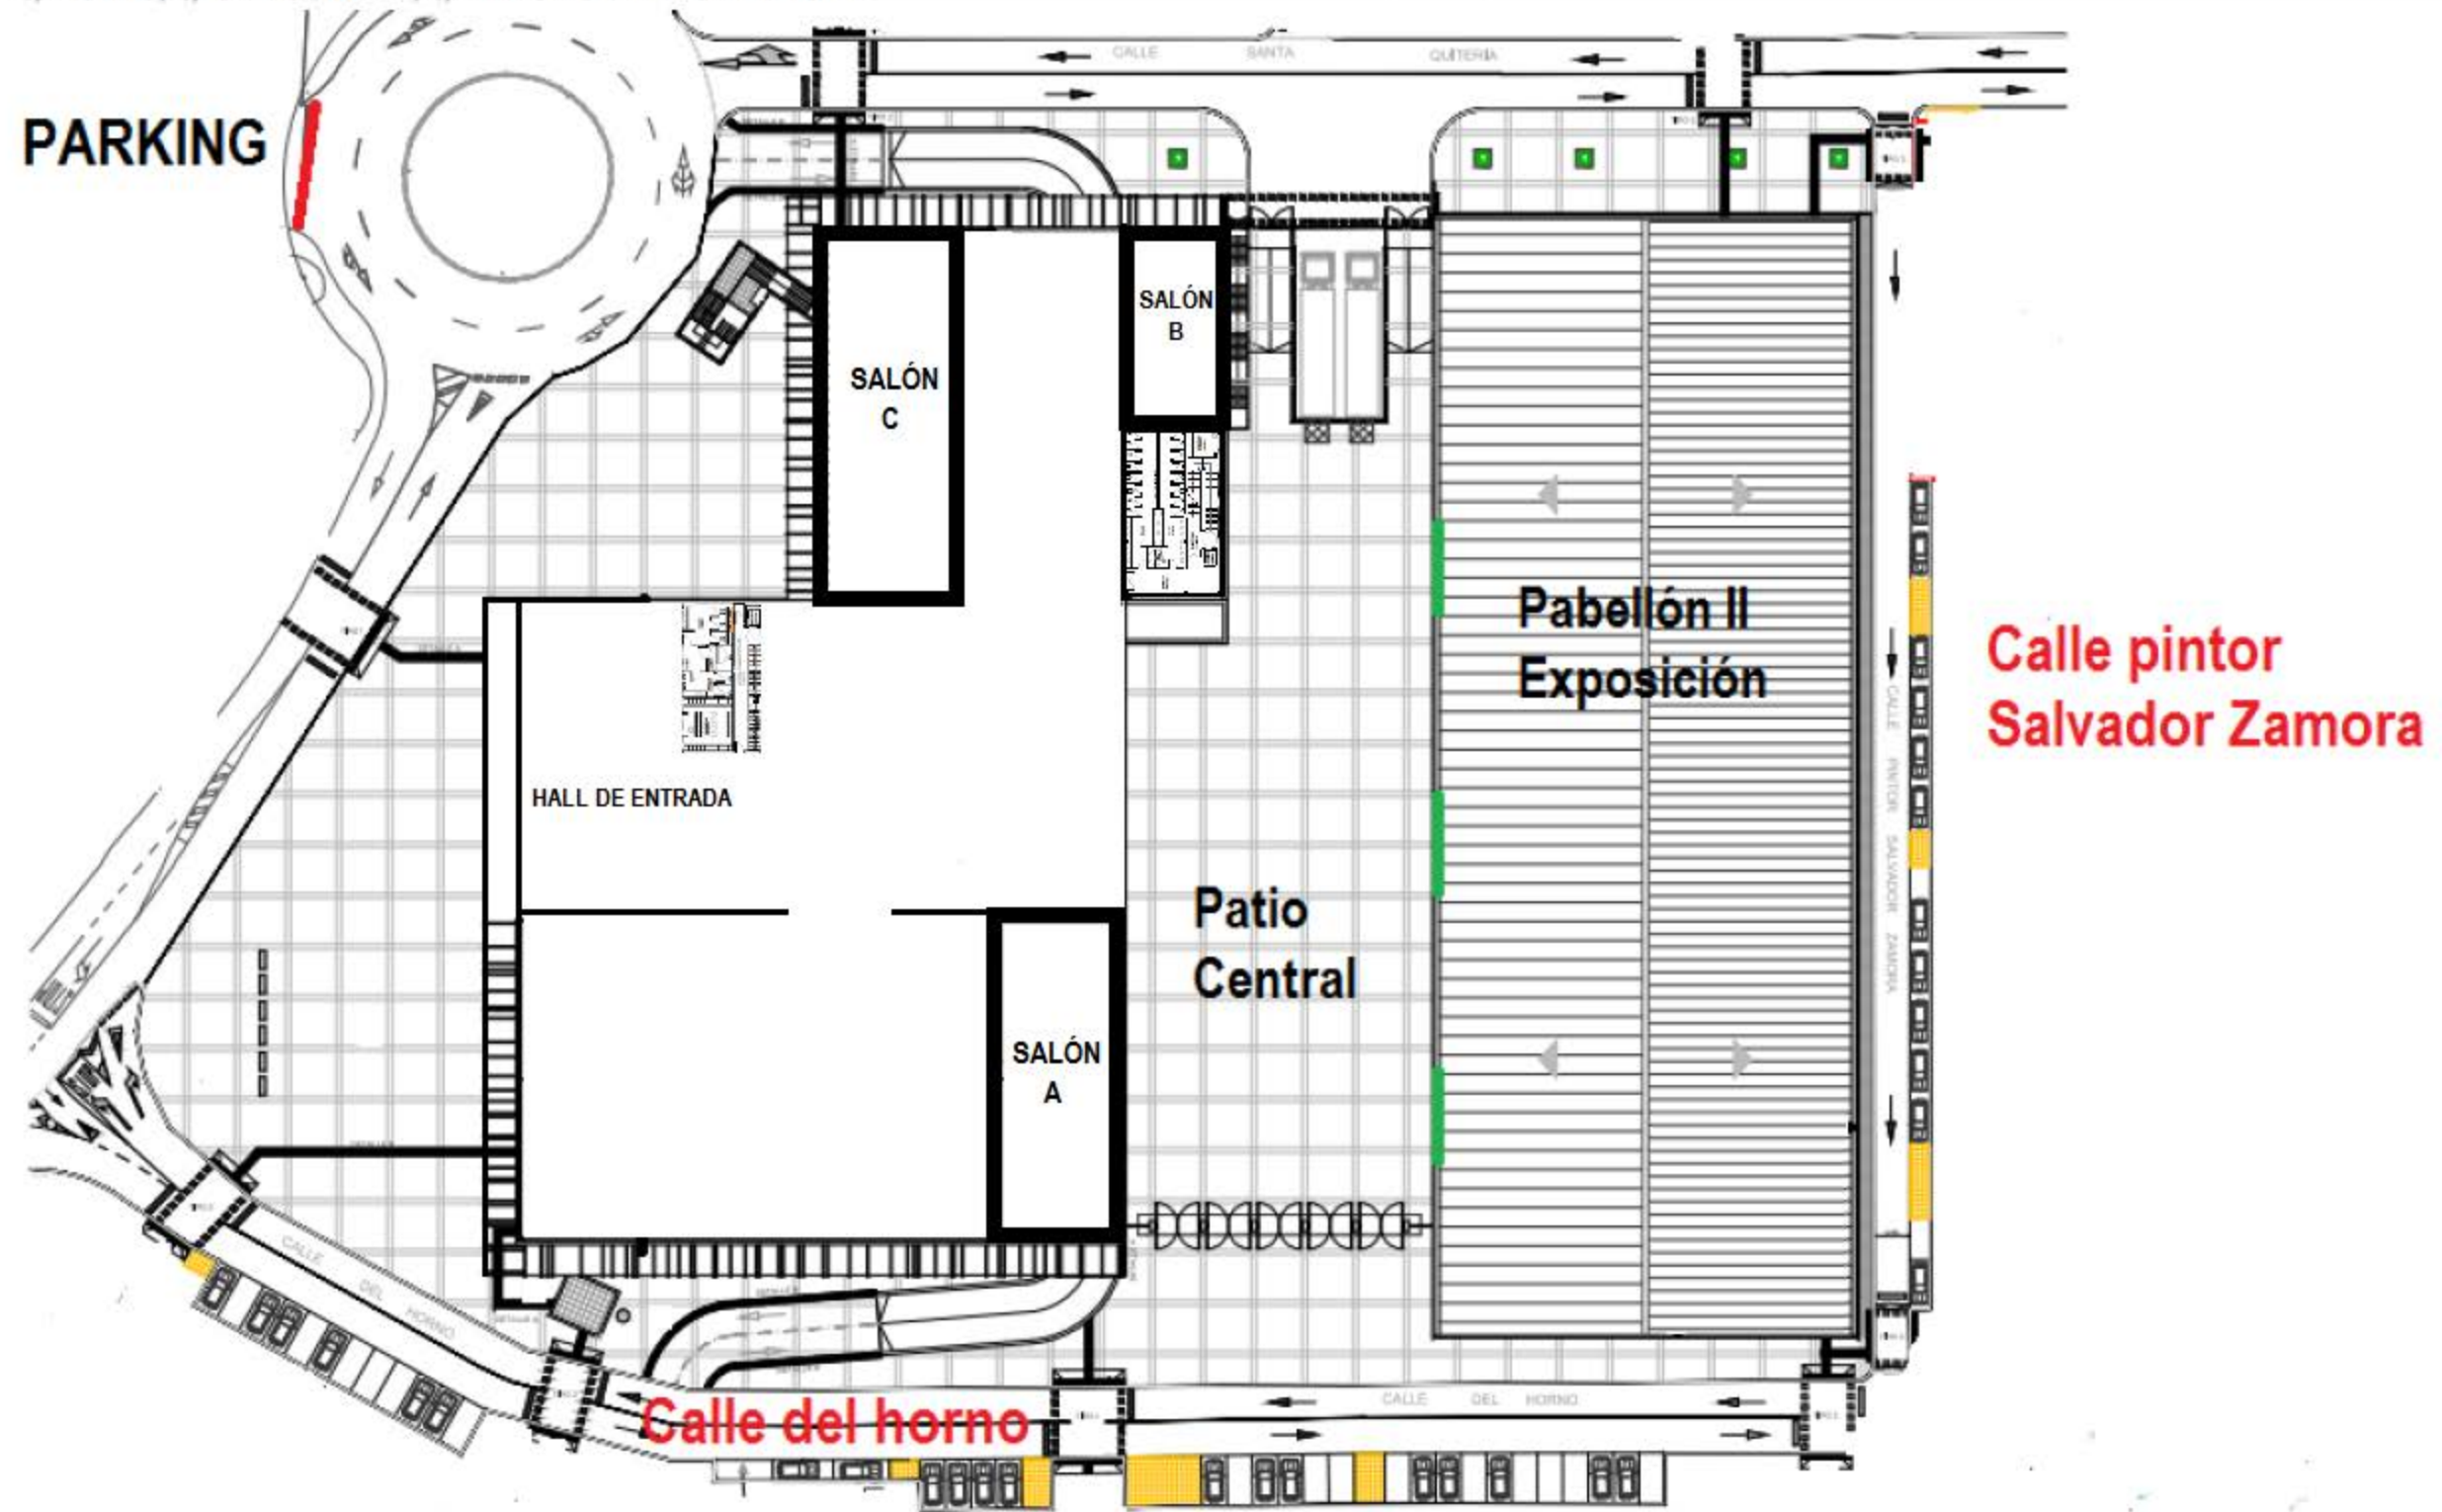 CALLE SANTA QUITERIA
PARKING
SALÓN
B
SALÓN
C
Pabellón II
Exposición
Calle pintor
Salvador Zamora
CALLE PINTOR SALVADOR ZAMORA
HALL DE ENTRADA
Patio
Central
SALÓN
A
CALLE DEL HORNO
CALLE DEL HORNO
Calle del horno